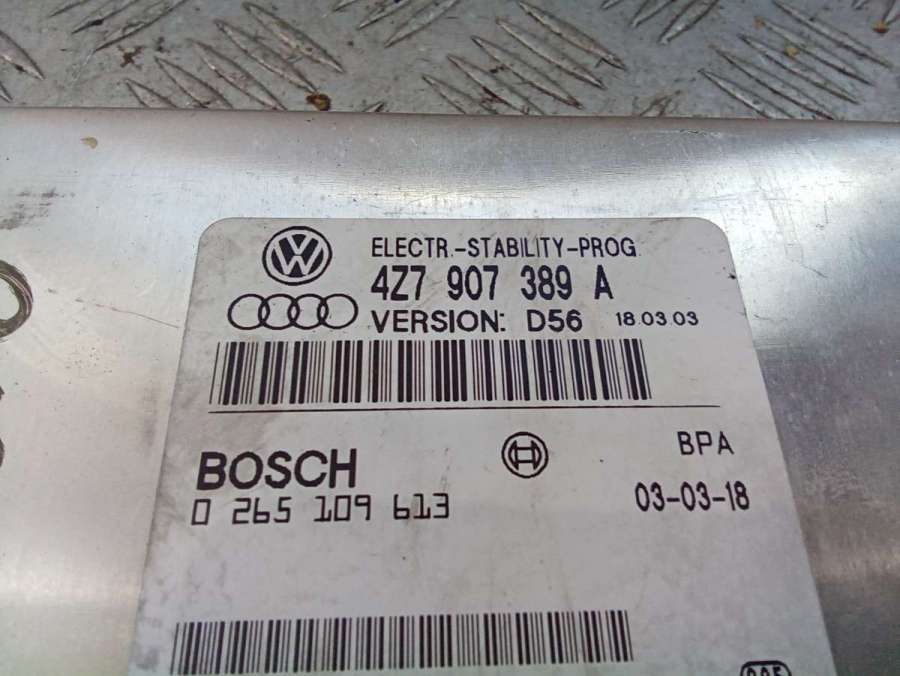 ELECTR.-STABILITY-PROG.
4Z7 907 389 A
VERSION: D56 18.03.03
BPA
BOSCH
0 265 109 613 03-03-18